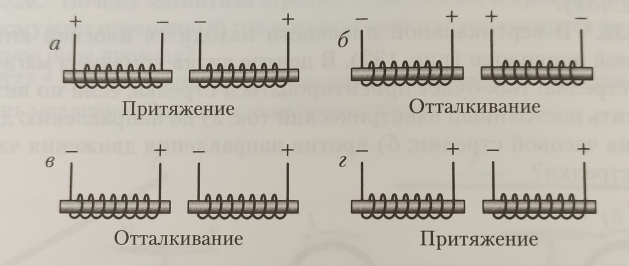 + − − +
а
Притяжение
− + + −
б
Отталкивание
− + − +
в
Отталкивание
− + + −
г
Притяжение